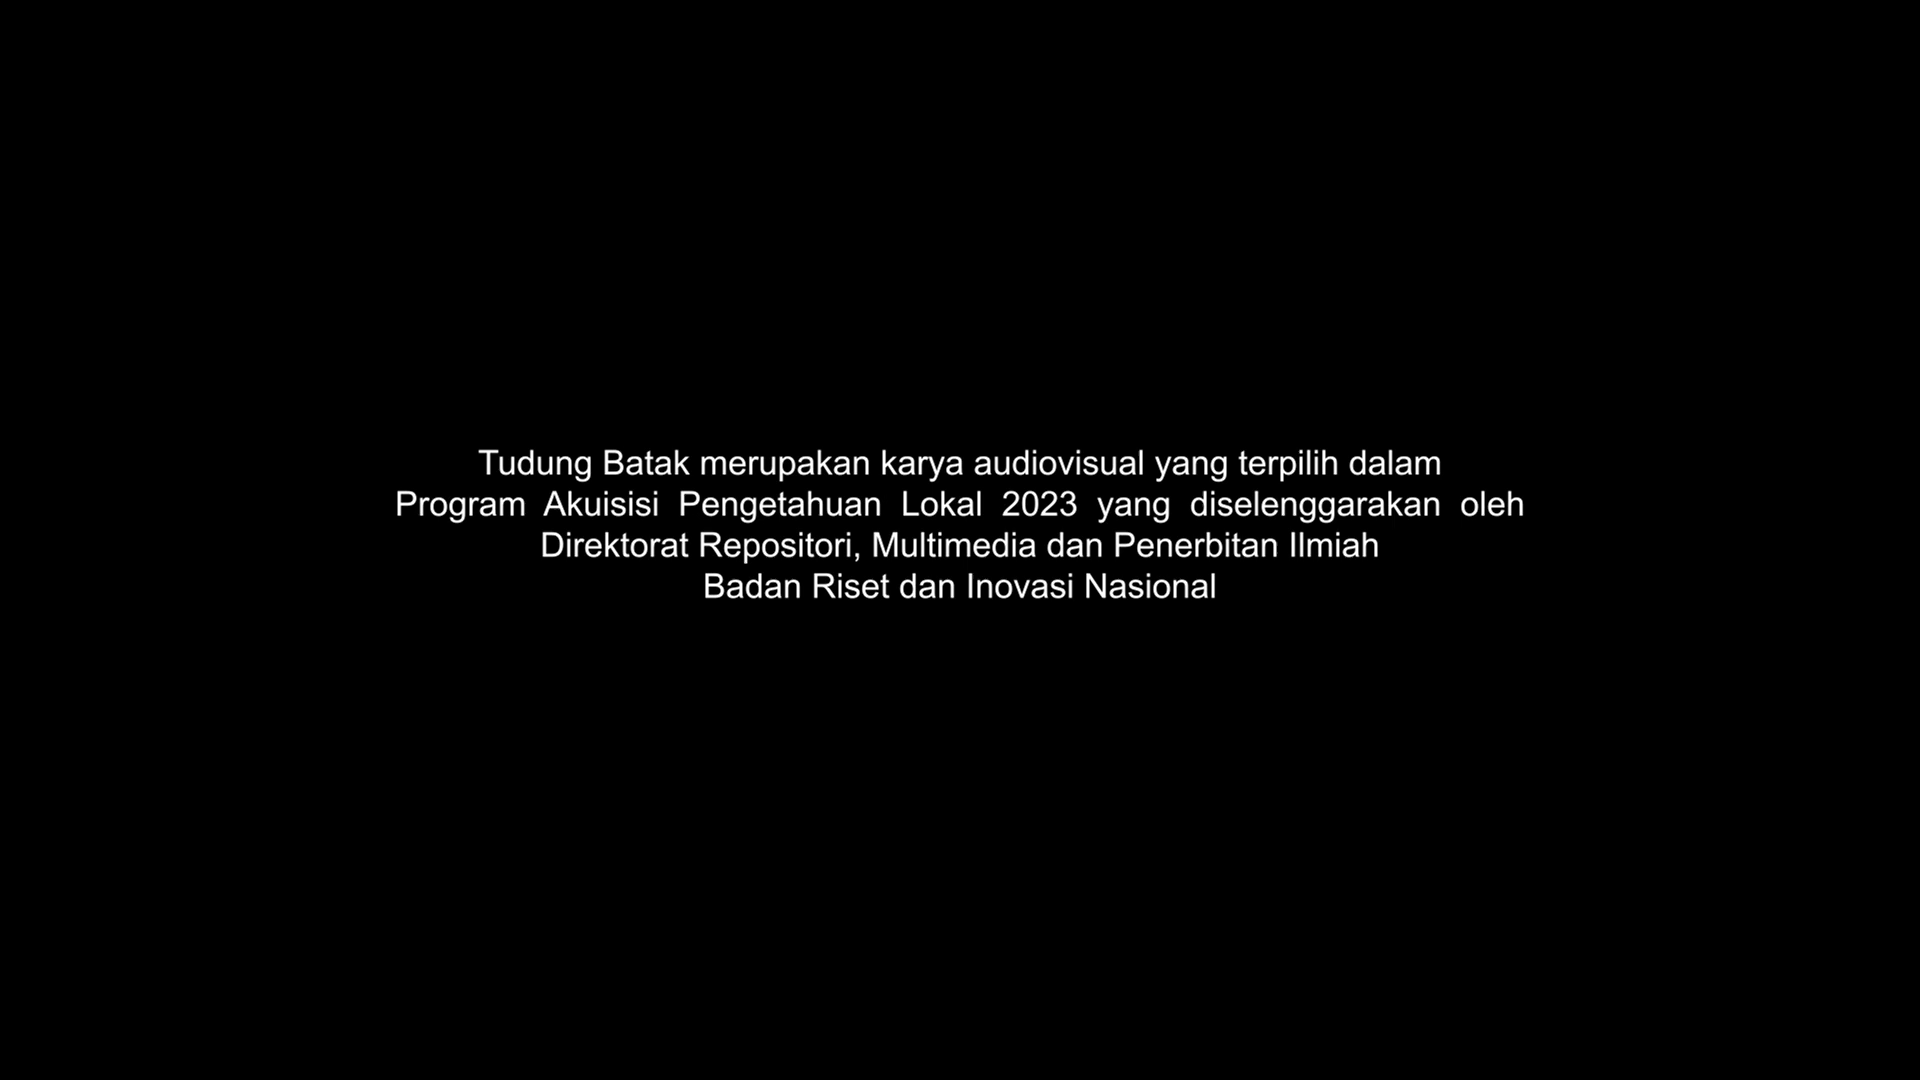 Tudung Batak merupakan karya audiovisual yang terpilih dalam
Program Akuisisi Pengetahuan Lokal 2023 yang diselenggarakan oleh
Direktorat Repositori, Multimedia dan Penerbitan Ilmiah
Badan Riset dan Inovasi Nasional